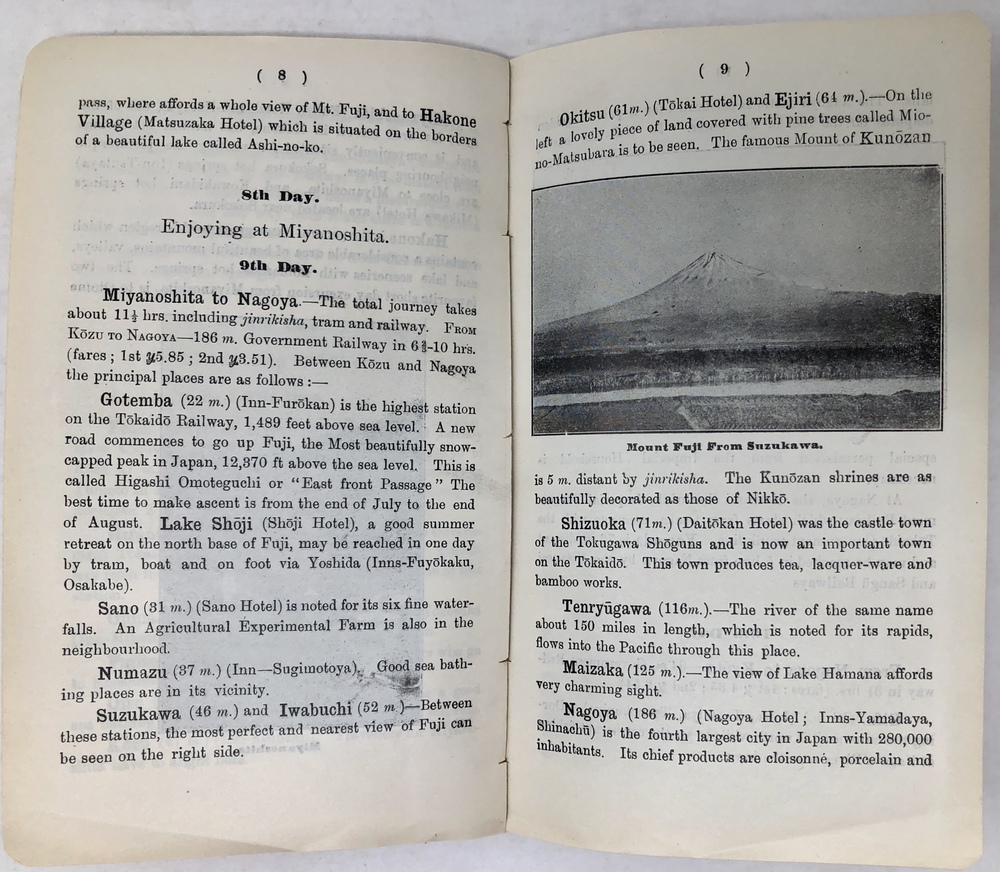 ( 8 )
pass, where affords a whole view of Mt. Fuji, and to Hakone
Village (Matsuzaka Hotel) which is situated on the borders
of a beautiful lake called Ashi-no-ko.
8th Day.
Enjoying at Miyanoshita.
9th Day.
Miyanoshita to Nagoya.—The total journey takes
about 11½ hrs. including jinrikisha, tram and railway. From
Kōzu to Nagoya—186 m. Government Railway in 6¾-10 hrs.
(fares ; 1st ¥5.85 ; 2nd ¥3.51). Between Kōzu and Nagoya
the principal places are as follows :—
Gotemba (22 m.) (Inn-Furōkan) is the highest station
on the Tōkaidō Railway, 1,489 feet above sea level. A new
road commences to go up Fuji, the Most beautifully snow-
capped peak in Japan, 12,370 ft above the sea level. This is
called Higashi Omoteguchi or "East front Passage" The
best time to make ascent is from the end of July to the end
of August. Lake Shōji (Shōji Hotel), a good summer
retreat on the north base of Fuji, may be reached in one day
by tram, boat and on foot via Yoshida (Inns-Fuyōkaku,
Osakabe).
Sano (31 m.) (Sano Hotel) is noted for its six fine water-
falls. An Agricultural Experimental Farm is also in the
neighbourhood.
Numazu (37 m.) (Inn—Sugimotoya). Good sea bath-
ing places are in its vicinity.
Suzukawa (46 m.) and Iwabuchi (52 m )—Between
these stations, the most perfect and nearest view of Fuji can
be seen on the right side.
( 9 )
Okitsu (61m.) (Tōkai Hotel) and Ejiri (64 m.).—On the
left a lovely piece of land covered with pine trees called Mio-
no-Matsubara is to be seen. The famous Mount of Kunōzan
Mount Fuji From Suzukawa.
is 5 m. distant by jinrikisha. The Kunōzan shrines are as
beautifully decorated as those of Nikkō.
Shizuoka (71m.) (Daitōkan Hotel) was the castle town
of the Tokugawa Shōguns and is now an important town
on the Tōkaidō. This town produces tea, lacquer-ware and
bamboo works.
Tenryūgawa (116m.).—The river of the same name
about 150 miles in length, which is noted for its rapids,
flows into the Pacific through this place.
Maizaka (125 m.).—The view of Lake Hamana affords
very charming sight.
Nagoya (186 m.) (Nagoya Hotel ; Inns-Yamadaya,
Shinachū) is the fourth largest city in Japan with 280,000
inhabitants. Its chief products are cloisonné, porcelain and